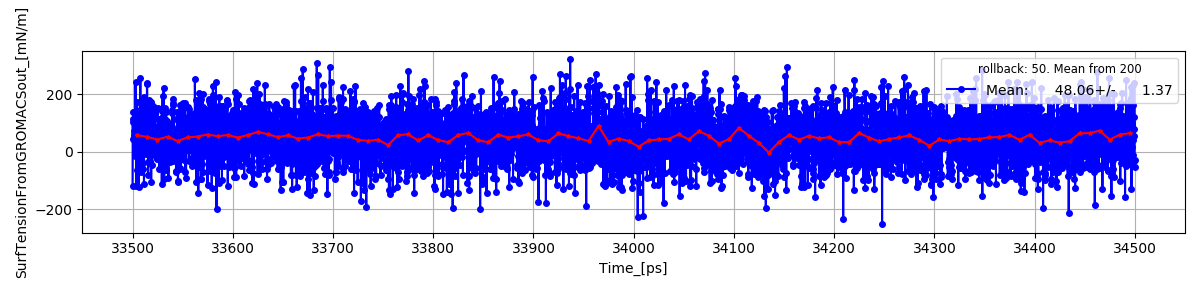 SurfTensionFromGROMACSout_[mN/m]
200
0
−200
rollback: 50. Mean from 200
Mean: 48.06+/- 1.37
33500 33600 33700 33800 33900 34000 34100 34200 34300 34400 34500
Time_[ps]